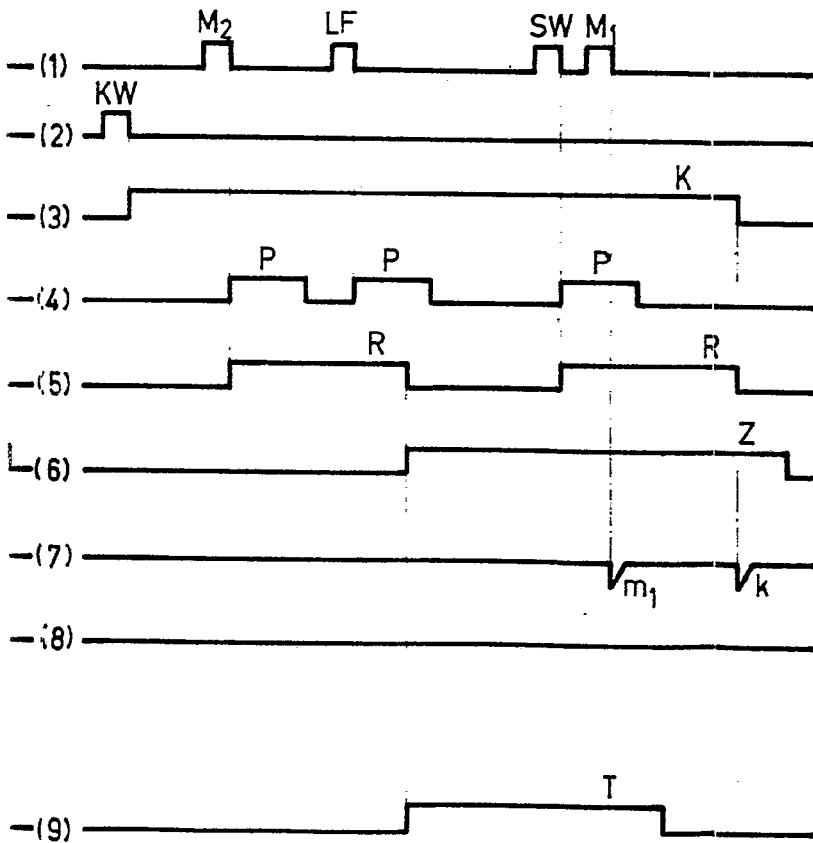 M₂ LF SW M₁
(1)
KW
(2)
K
(3)
P P P
(4)
R R
(5)
Z
(6)
(7)
m₁ k
(8)
T
(9)